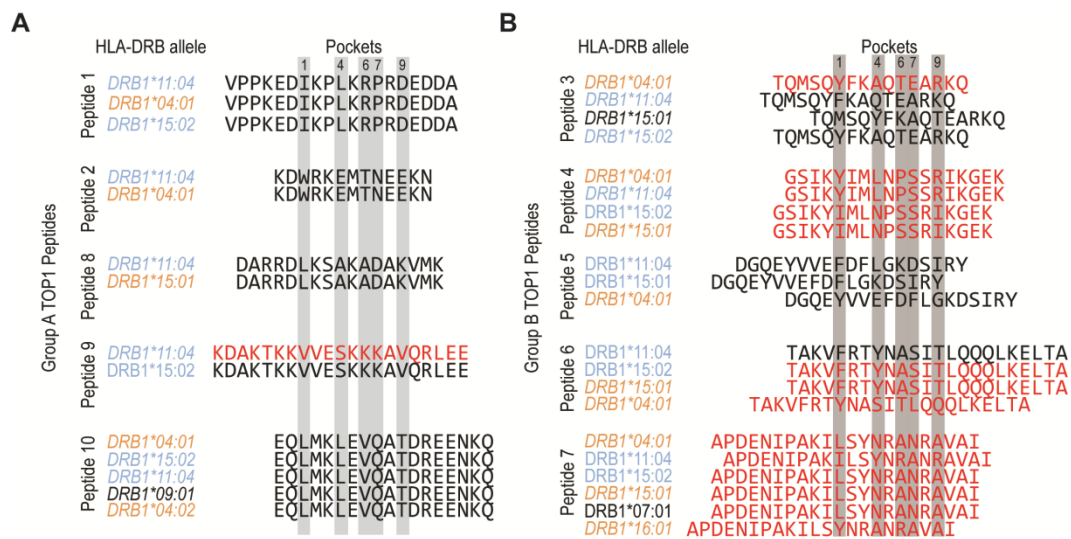 A
HLA-DRB allele
Pockets
1 4 6 7 9
Group A TOP1 Peptides
Peptide 1
DRB1*11:04 VPPKEDIKPLKRPRDEDDA
DRB1*04:01 VPPKEDIKPLKRPRDEDDA
DRB1*15:02 VPPKEDIKPLKRPRDEDDA
Peptide 2
DRB1*11:04 KDWRKEMTNEEKN
DRB1*04:01 KDWRKEMTNEEKN
Peptide 8
DRB1*11:04 DARRDLKSAKADAKVMK
DRB1*15:01 DARRDLKSAKADAKVMK
Peptide 9
DRB1*11:04 KDAKTKKVVESKKKAVQRLEE
DRB1*15:02 KDAKTKKVVESKKKAVQRLEE
Peptide 10
DRB1*04:01 EQLMKLEVQATDREENKQ
DRB1*15:02 EQLMKLEVQATDREENKQ
DRB1*11:04 EQLMKLEVQATDREENKQ
DRB1*09:01 EQLMKLEVQATDREENKQ
DRB1*04:02 EQLMKLEVQATDREENKQ
B
HLA-DRB allele
Pockets
1 4 6 7 9
Group B TOP1 Peptides
Peptide 3
DRB1*04:01 TQMSQYFKAQTEARKQ
DRB1*11:04 TQMSQYFKAQTEARKQ
DRB1*15:01 TQMSQYFKAQTEARKQ
DRB1*15:02 TQMSQYFKAQTEARKQ
Peptide 4
DRB1*04:01 GSIKYIMLNPSSRIKGEK
DRB1*11:04 GSIKYIMLNPSSRIKGEK
DRB1*15:02 GSIKYIMLNPSSRIKGEK
DRB1*15:01 GSIKYIMLNPSSRIKGEK
Peptide 5
DRB1*11:04 DGQEYVVEFDFLGKDSIRY
DRB1*15:01 DGQEYVVEFDFLGKDSIRY
DRB1*04:01 DGQEYVVEFDFLGKDSIRY
Peptide 6
DRB1*11:04 TAKVFRTYNASITLQQQLKELTA
DRB1*15:02 TAKVFRTYNASITLQQQLKELTA
DRB1*15:01 TAKVFRTYNASITLQQQLKELTA
DRB1*04:01 TAKVFRTYNASITLQQQLKELTA
Peptide 7
DRB1*04:01 APDENIPAKILSYNRANRAVAI
DRB1*11:04 APDENIPAKILSYNRANRAVAI
DRB1*15:02 APDENIPAKILSYNRANRAVAI
DRB1*15:01 APDENIPAKILSYNRANRAVAI
DRB1*07:01 APDENIPAKILSYNRANRAVAI
DRB1*16:01 APDENIPAKILSYNRANRAVAI